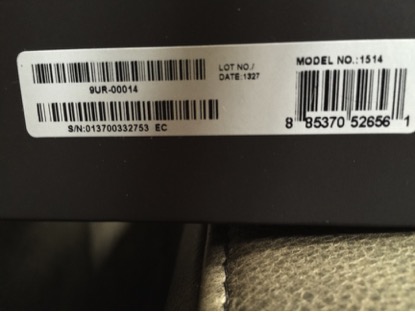 9UR-00014
S/N:013700332753 EC
LOT NO./
DATE:1327
MODEL NO.:1514
8 85370 52656 1